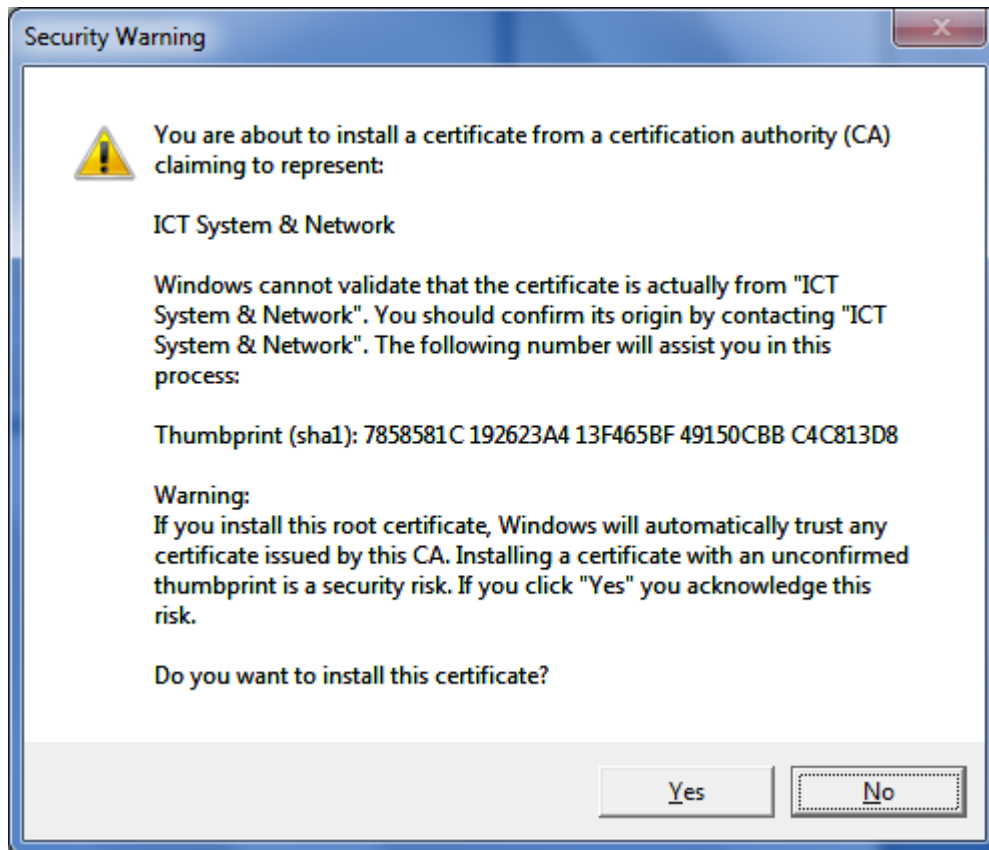 Security Warning
You are about to install a certificate from a certification authority (CA)
claiming to represent:
ICT System & Network
Windows cannot validate that the certificate is actually from "ICT
System & Network". You should confirm its origin by contacting "ICT
System & Network". The following number will assist you in this
process:
Thumbprint (sha1): 7858581C 192623A4 13F465BF 49150CBB C4C813D8
Warning:
If you install this root certificate, Windows will automatically trust any
certificate issued by this CA. Installing a certificate with an unconfirmed
thumbprint is a security risk. If you click "Yes" you acknowledge this
risk.
Do you want to install this certificate?
Yes No